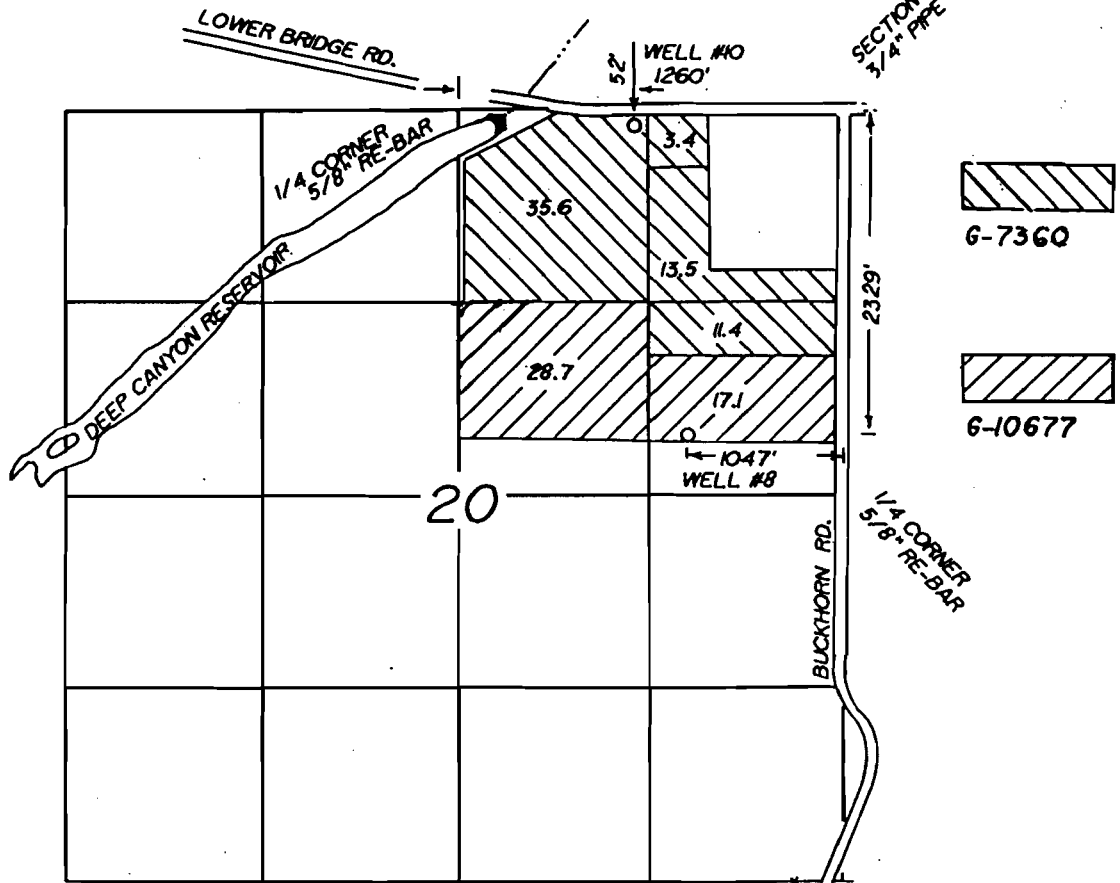 LOWER BRIDGE RD.
52'
WELL #10
1260'
SECTION
3/4" PIPE
1/4 CORNER
5/8" RE-BAR
3.4
35.6
G-7360
13.5
2329'
11.4
DEEP CANYON RESERVOIR
28.7
17.1
G-10677
1047'
WELL #8
20
1/4 CORNER
5/8" RE-BAR
BUCKHORN RD.